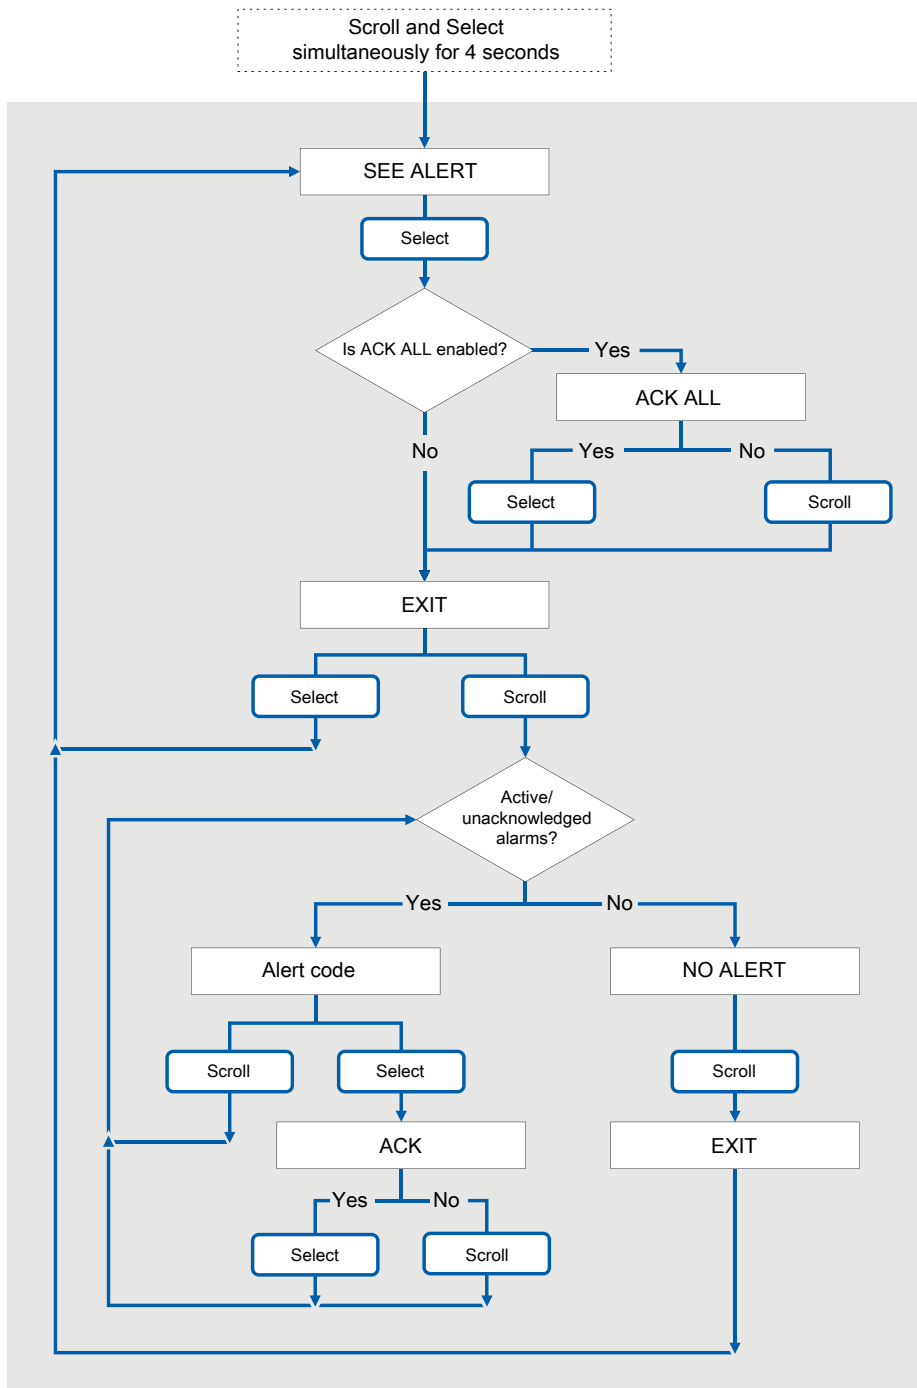 Scroll and Select
simultaneously for 4 seconds
SEE ALERT
Select
Is ACK ALL enabled?
Yes
ACK ALL
No
Yes
No
Select
Scroll
EXIT
Select
Scroll
Active/
unacknowledged
alarms?
Yes
No
Alert code
NO ALERT
Scroll
Select
Scroll
ACK
EXIT
Yes
No
Select
Scroll